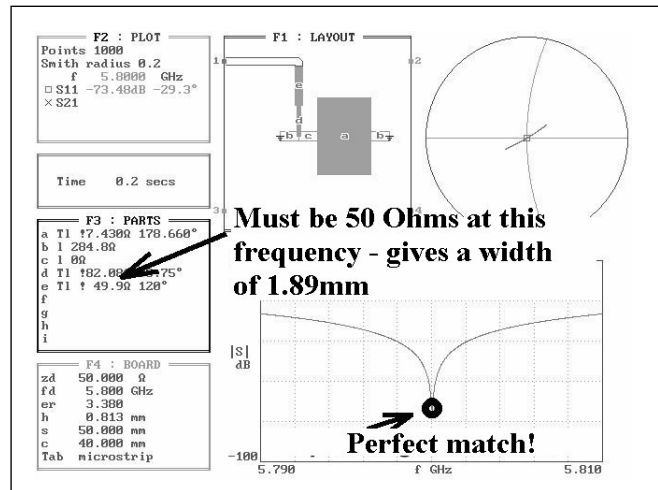 F2 : PLOT
Points 1000
Smith radius 0.2
f 5.8000 GHz
□ S11 -73.48dB -29.3°
× S21
Time 0.2 secs
F3 : PARTS
a Tl !7.430Ω 178.660°
b l 284.8Ω
c l 0Ω
d Tl !82.08 75°
e Tl ! 49.9Ω 120°
f
g
h
i
F4 : BOARD
zd 50.000 Ω
fd 5.800 GHz
er 3.380
h 0.813 mm
s 50.000 mm
c 40.000 mm
Tab microstrip
F1 : LAYOUT
1
2
3
e
d
b c a b
Must be 50 Ohms at this
frequency - gives a width
of 1.89mm
|S|
dB
Perfect match!
-100
5.790 f GHz 5.810